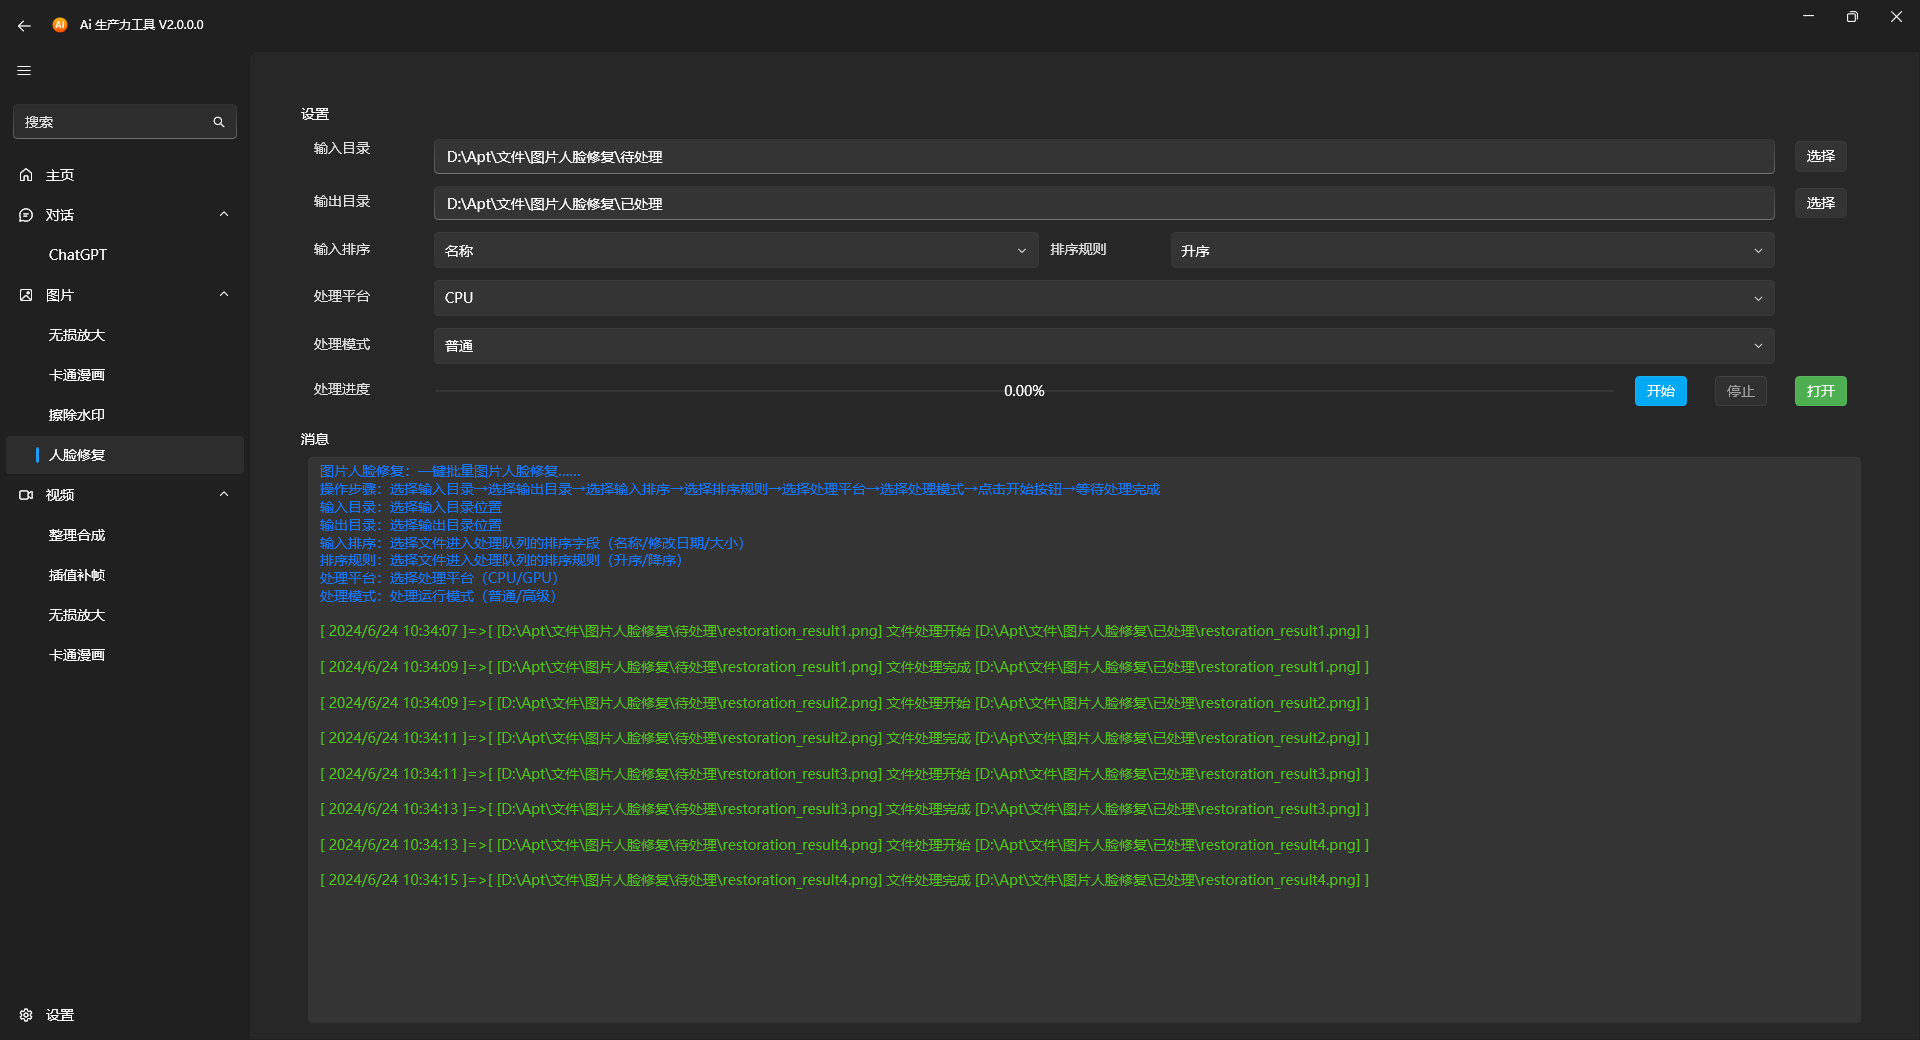 Ai 生产力工具 V2.0.0.0
搜索
主页
对话
ChatGPT
图片
无损放大
卡通漫画
擦除水印
人脸修复
视频
整理合成
插值补帧
无损放大
卡通漫画
设置
设置
输入目录 D:\Apt\文件\图片人脸修复\待处理 选择
输出目录 D:\Apt\文件\图片人脸修复\已处理 选择
输入排序 名称 排序规则 升序
处理平台 CPU
处理模式 普通
处理进度 0.00% 开始 停止 打开
消息
图片人脸修复：一键批量图片人脸修复......
操作步骤：选择输入目录→选择输出目录→选择输入排序→选择排序规则→选择处理平台→选择处理模式→点击开始按钮→等待处理完成
输入目录：选择输入目录位置
输出目录：选择输出目录位置
输入排序：选择文件进入处理队列的排序字段（名称/修改日期/大小）
排序规则：选择文件进入处理队列的排序规则（升序/降序）
处理平台：选择处理平台（CPU/GPU）
处理模式：处理运行模式（普通/高级）
[ 2024/6/24 10:34:07 ]=>[ [D:\Apt\文件\图片人脸修复\待处理\restoration_result1.png] 文件处理开始 [D:\Apt\文件\图片人脸修复\已处理\restoration_result1.png] ]
[ 2024/6/24 10:34:09 ]=>[ [D:\Apt\文件\图片人脸修复\待处理\restoration_result1.png] 文件处理完成 [D:\Apt\文件\图片人脸修复\已处理\restoration_result1.png] ]
[ 2024/6/24 10:34:09 ]=>[ [D:\Apt\文件\图片人脸修复\待处理\restoration_result2.png] 文件处理开始 [D:\Apt\文件\图片人脸修复\已处理\restoration_result2.png] ]
[ 2024/6/24 10:34:11 ]=>[ [D:\Apt\文件\图片人脸修复\待处理\restoration_result2.png] 文件处理完成 [D:\Apt\文件\图片人脸修复\已处理\restoration_result2.png] ]
[ 2024/6/24 10:34:11 ]=>[ [D:\Apt\文件\图片人脸修复\待处理\restoration_result3.png] 文件处理开始 [D:\Apt\文件\图片人脸修复\已处理\restoration_result3.png] ]
[ 2024/6/24 10:34:13 ]=>[ [D:\Apt\文件\图片人脸修复\待处理\restoration_result3.png] 文件处理完成 [D:\Apt\文件\图片人脸修复\已处理\restoration_result3.png] ]
[ 2024/6/24 10:34:13 ]=>[ [D:\Apt\文件\图片人脸修复\待处理\restoration_result4.png] 文件处理开始 [D:\Apt\文件\图片人脸修复\已处理\restoration_result4.png] ]
[ 2024/6/24 10:34:15 ]=>[ [D:\Apt\文件\图片人脸修复\待处理\restoration_result4.png] 文件处理完成 [D:\Apt\文件\图片人脸修复\已处理\restoration_result4.png] ]